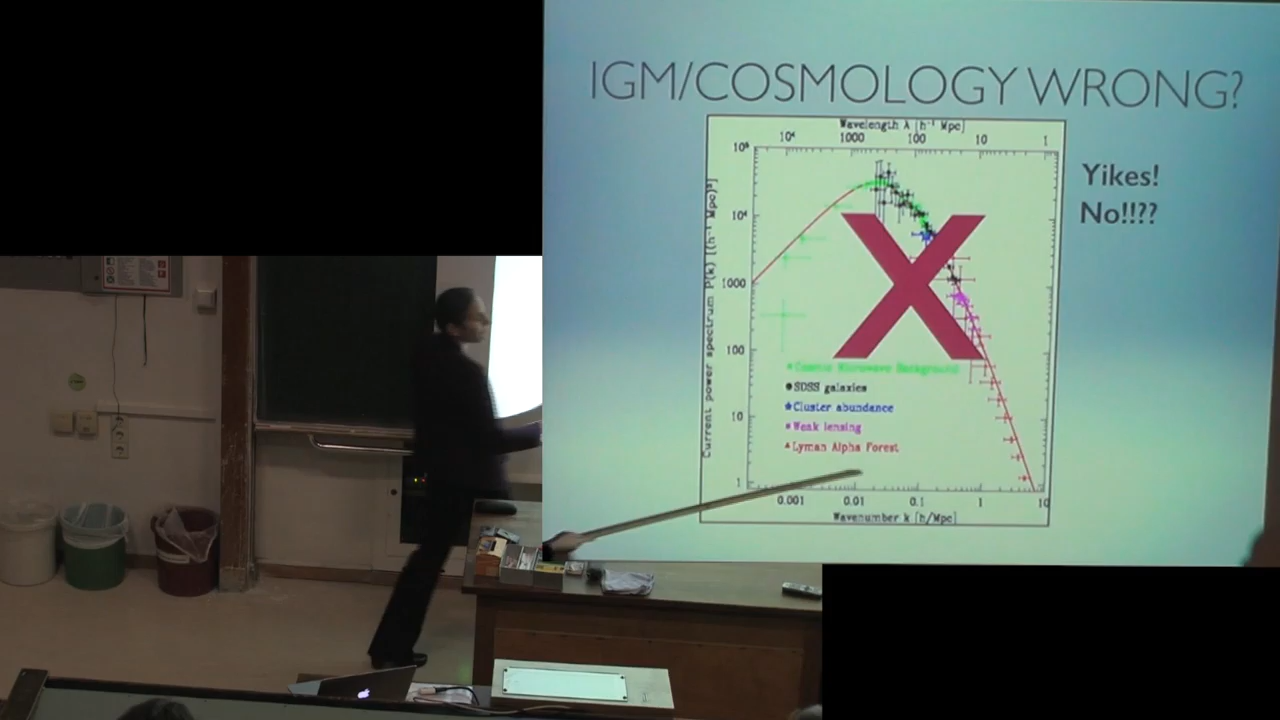 IGM/COSMOLOGY WRONG?
Wavelength λ [h⁻¹ Mpc]
10⁴ 1000 100 10 1
Yikes!
No!!!??
10⁵
10⁴
1000
100
10
1
Current power spectrum P(k) [(h⁻¹ Mpc)³]
Cosmic Microwave Background
SDSS galaxies
Cluster abundance
Weak lensing
Lyman Alpha Forest
0.001 0.01 0.1 1 10
Wavenumber k [h/Mpc]